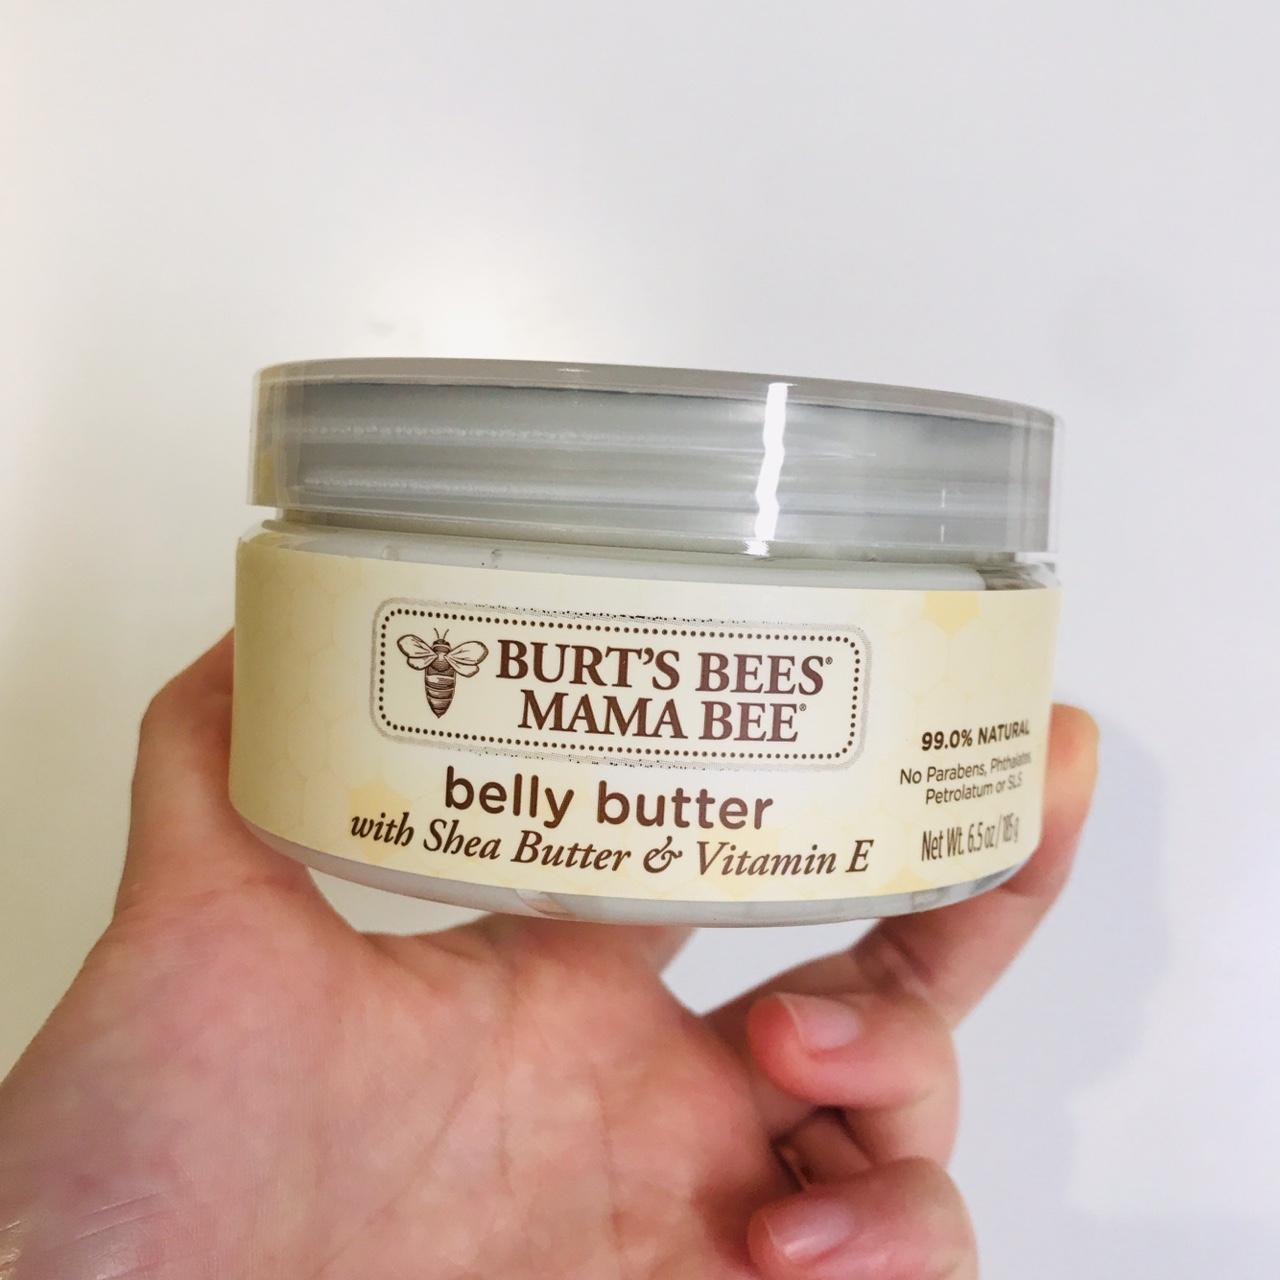 BURT'S BEES®
MAMA BEE®
belly butter
with Shea Butter & Vitamin E
99.0% NATURAL
No Parabens, Phthalates,
Petrolatum or SLS
Net Wt. 6.5 oz / 185 g